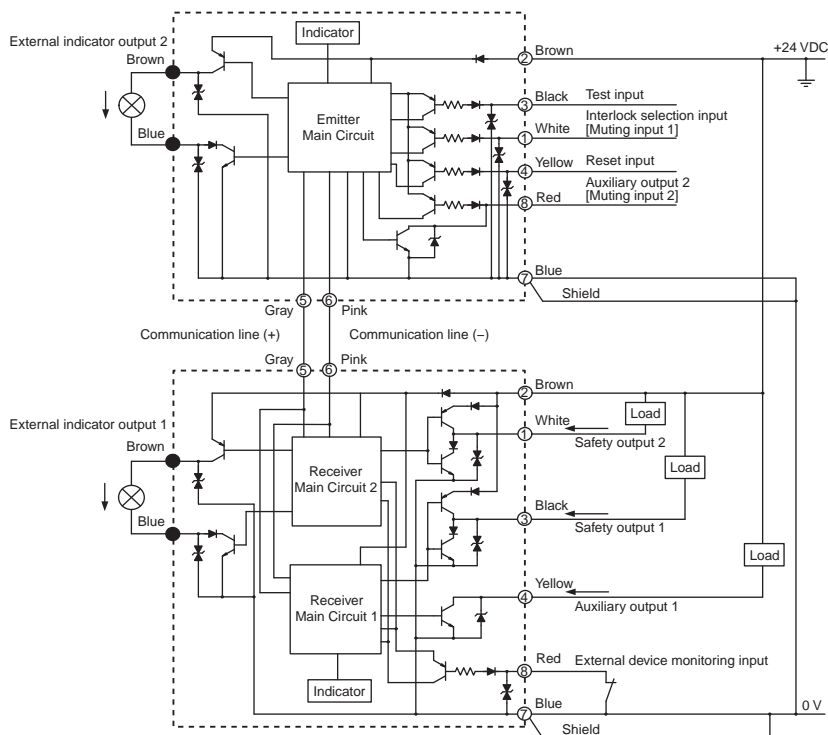 External indicator output 2
Brown
Blue
Indicator
Emitter
Main Circuit
② Brown
+24 VDC
③ Black
Test input
① White
Interlock selection input
[Muting input 1]
④ Yellow
Reset input
⑧ Red
Auxiliary output 2
[Muting input 2]
⑦ Blue
Shield
Gray ⑤ ⑥ Pink
Communication line (+)
Communication line (–)
Gray ⑤ ⑥ Pink
External indicator output 1
Brown
Blue
Receiver
Main Circuit 2
Receiver
Main Circuit 1
Indicator
② Brown
① White
Load
Safety output 2
Load
③ Black
Safety output 1
Load
④ Yellow
Auxiliary output 1
⑧ Red
External device monitoring input
⑦ Blue
0 V
Shield